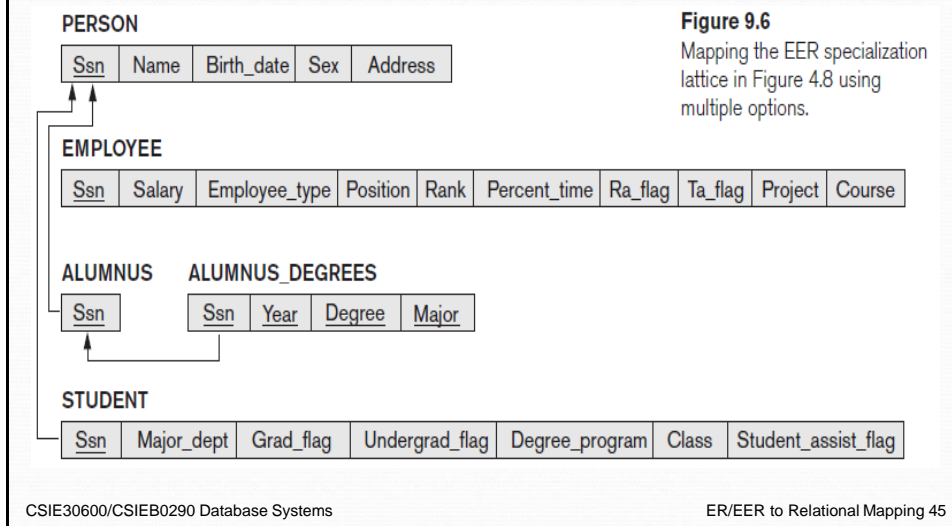 PERSON
Ssn Name Birth_date Sex Address
Figure 9.6
Mapping the EER specialization
lattice in Figure 4.8 using
multiple options.
EMPLOYEE
Ssn Salary Employee_type Position Rank Percent_time Ra_flag Ta_flag Project Course
ALUMNUS ALUMNUS_DEGREES
Ssn Ssn Year Degree Major
STUDENT
Ssn Major_dept Grad_flag Undergrad_flag Degree_program Class Student_assist_flag
CSIE30600/CSIEB0290 Database Systems ER/EER to Relational Mapping 45